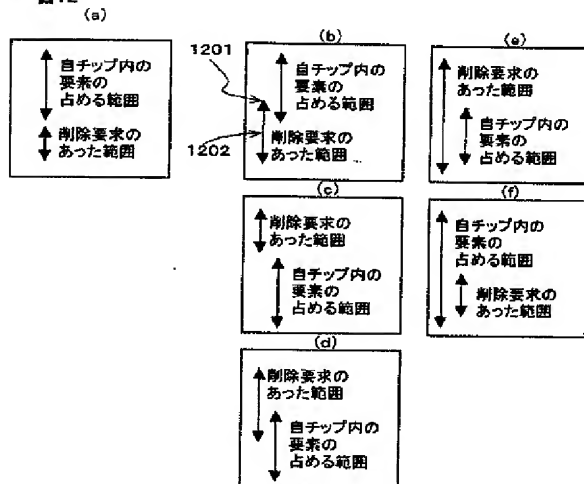 図12
(a)
自チップ内の
要素の
占める範囲
削除要求の
あった範囲
(b)
1201
自チップ内の
要素の
占める範囲
1202
削除要求の
あった範囲
(c)
削除要求の
あった範囲
自チップ内の
要素の
占める範囲
(d)
削除要求の
あった範囲
自チップ内の
要素の
占める範囲
(e)
削除要求の
あった範囲
自チップ内の
要素の
占める範囲
(f)
自チップ内の
要素の
占める範囲
削除要求の
あった範囲